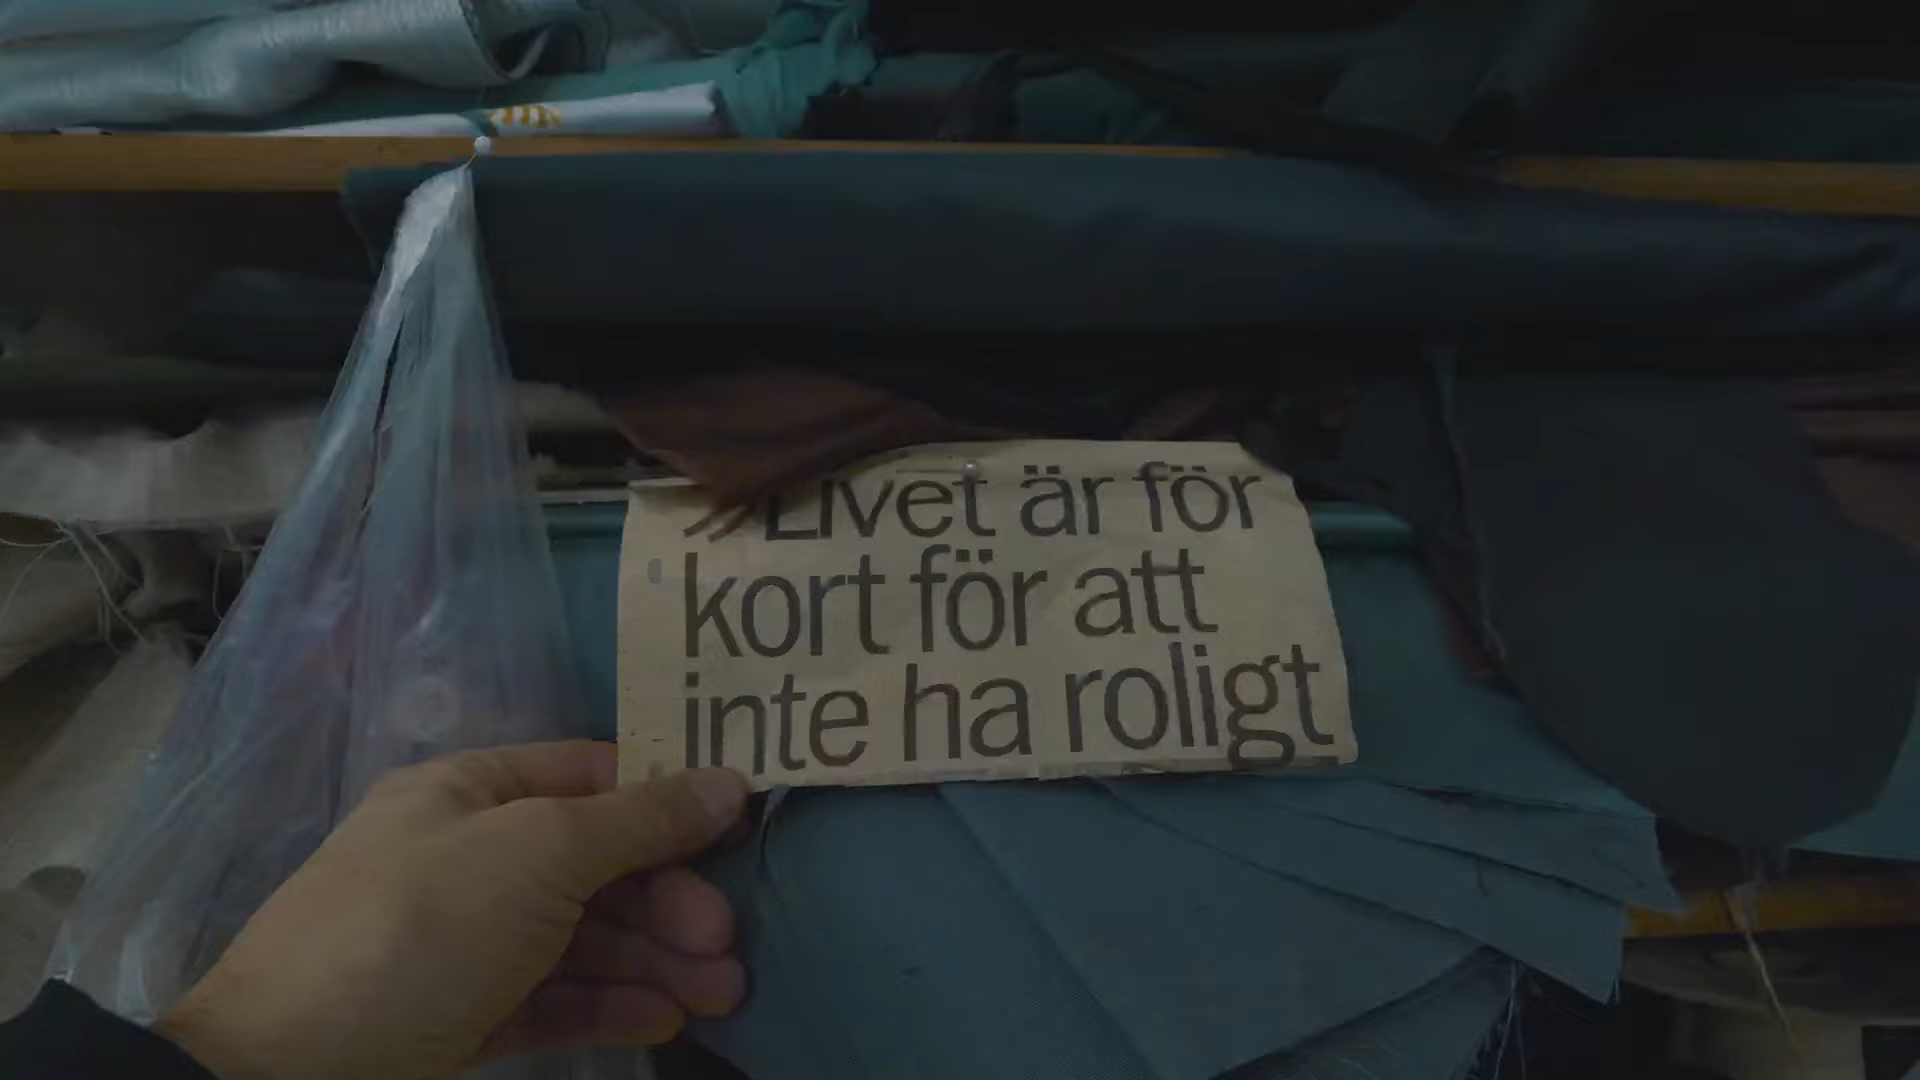 ”Livet är för
kort för att
inte ha roligt